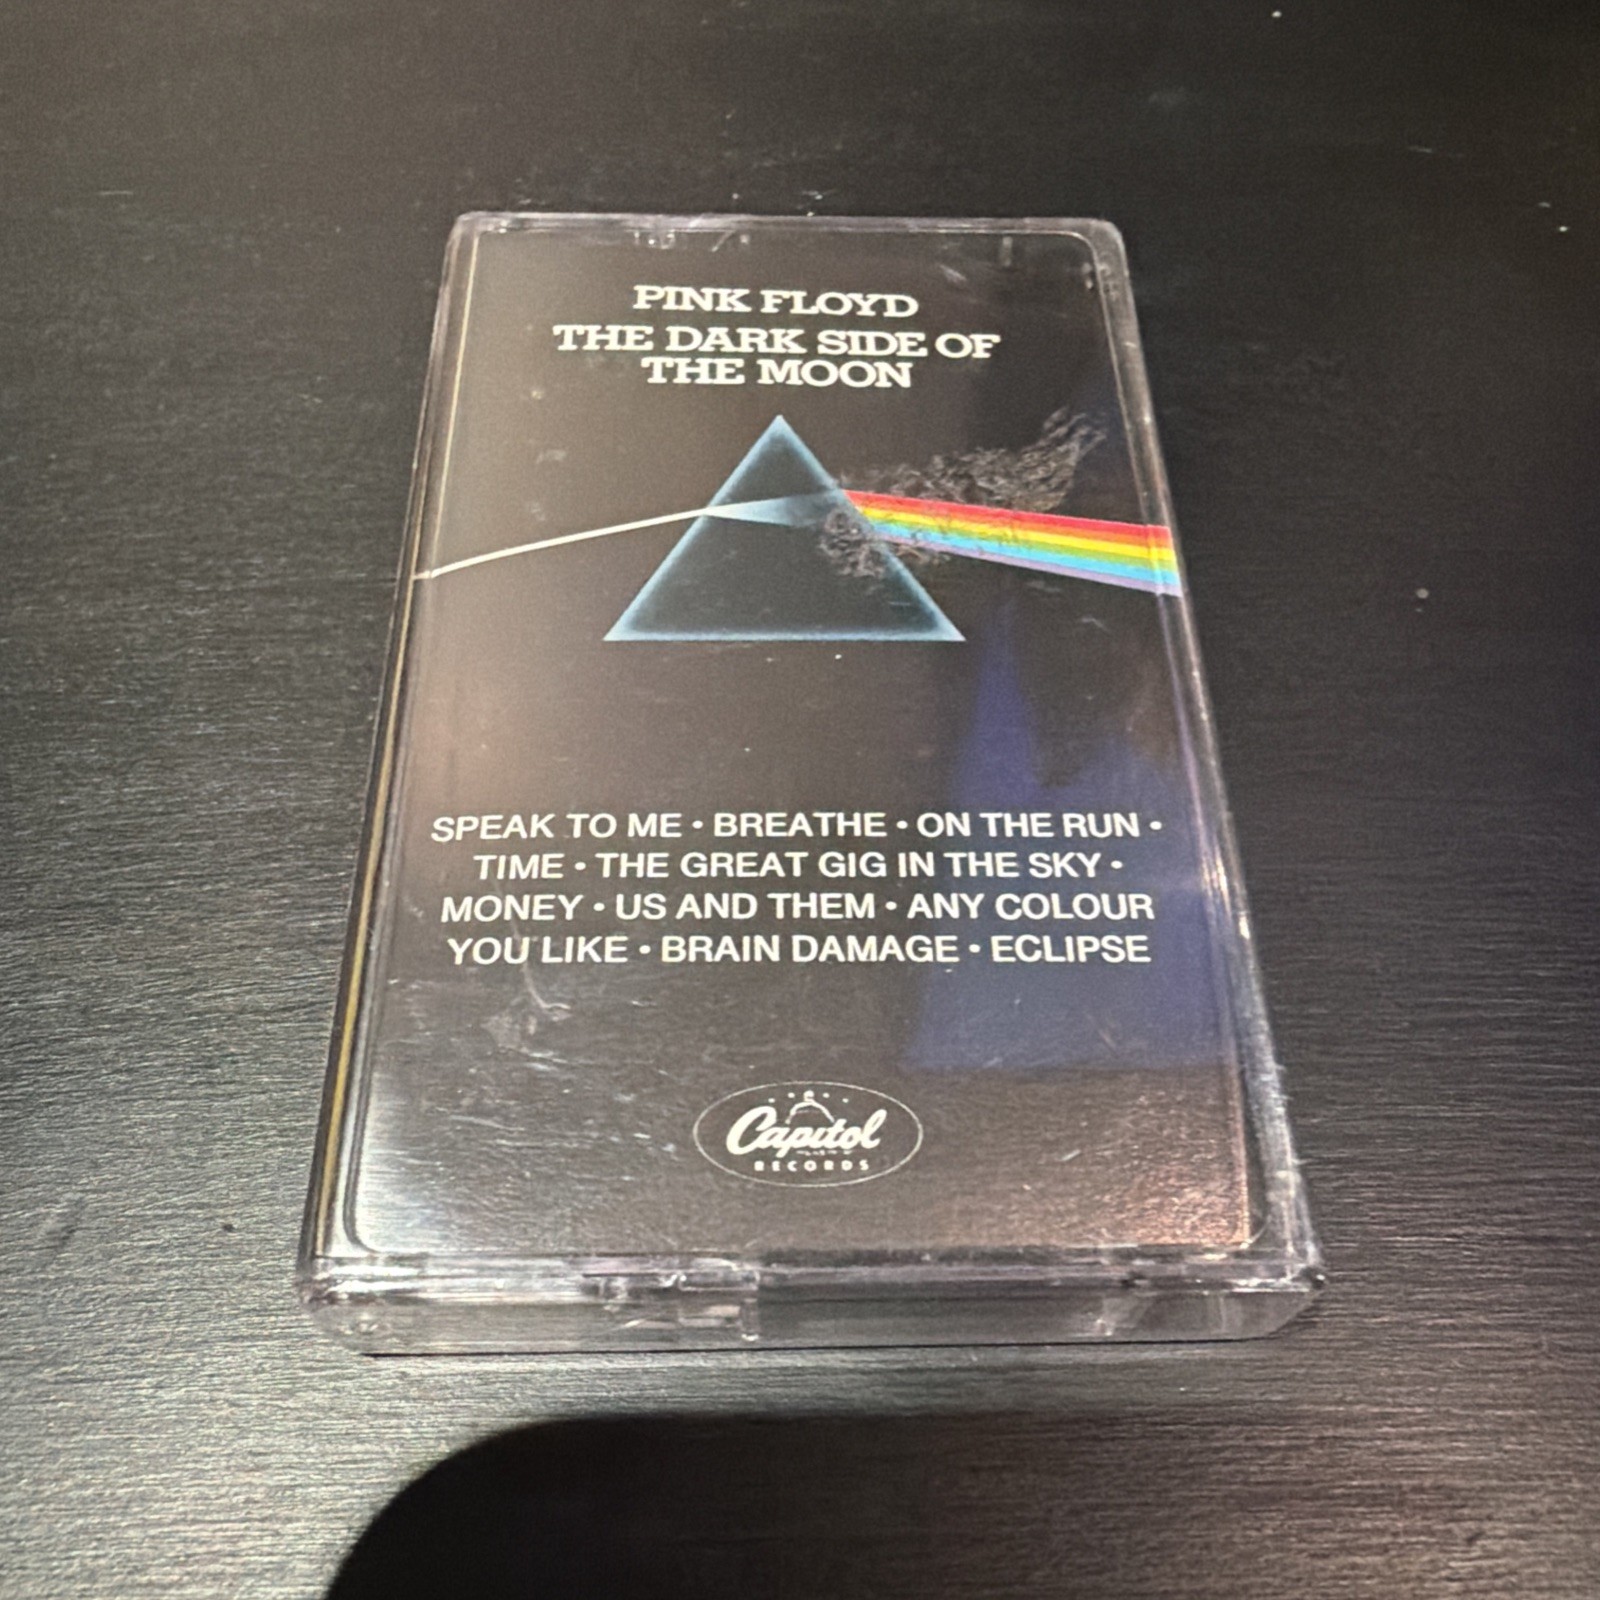 PINK FLOYD
THE DARK SIDE OF
THE MOON
SPEAK TO ME • BREATHE • ON THE RUN •
TIME • THE GREAT GIG IN THE SKY •
MONEY • US AND THEM • ANY COLOUR
YOU LIKE • BRAIN DAMAGE • ECLIPSE
Capitol
RECORDS